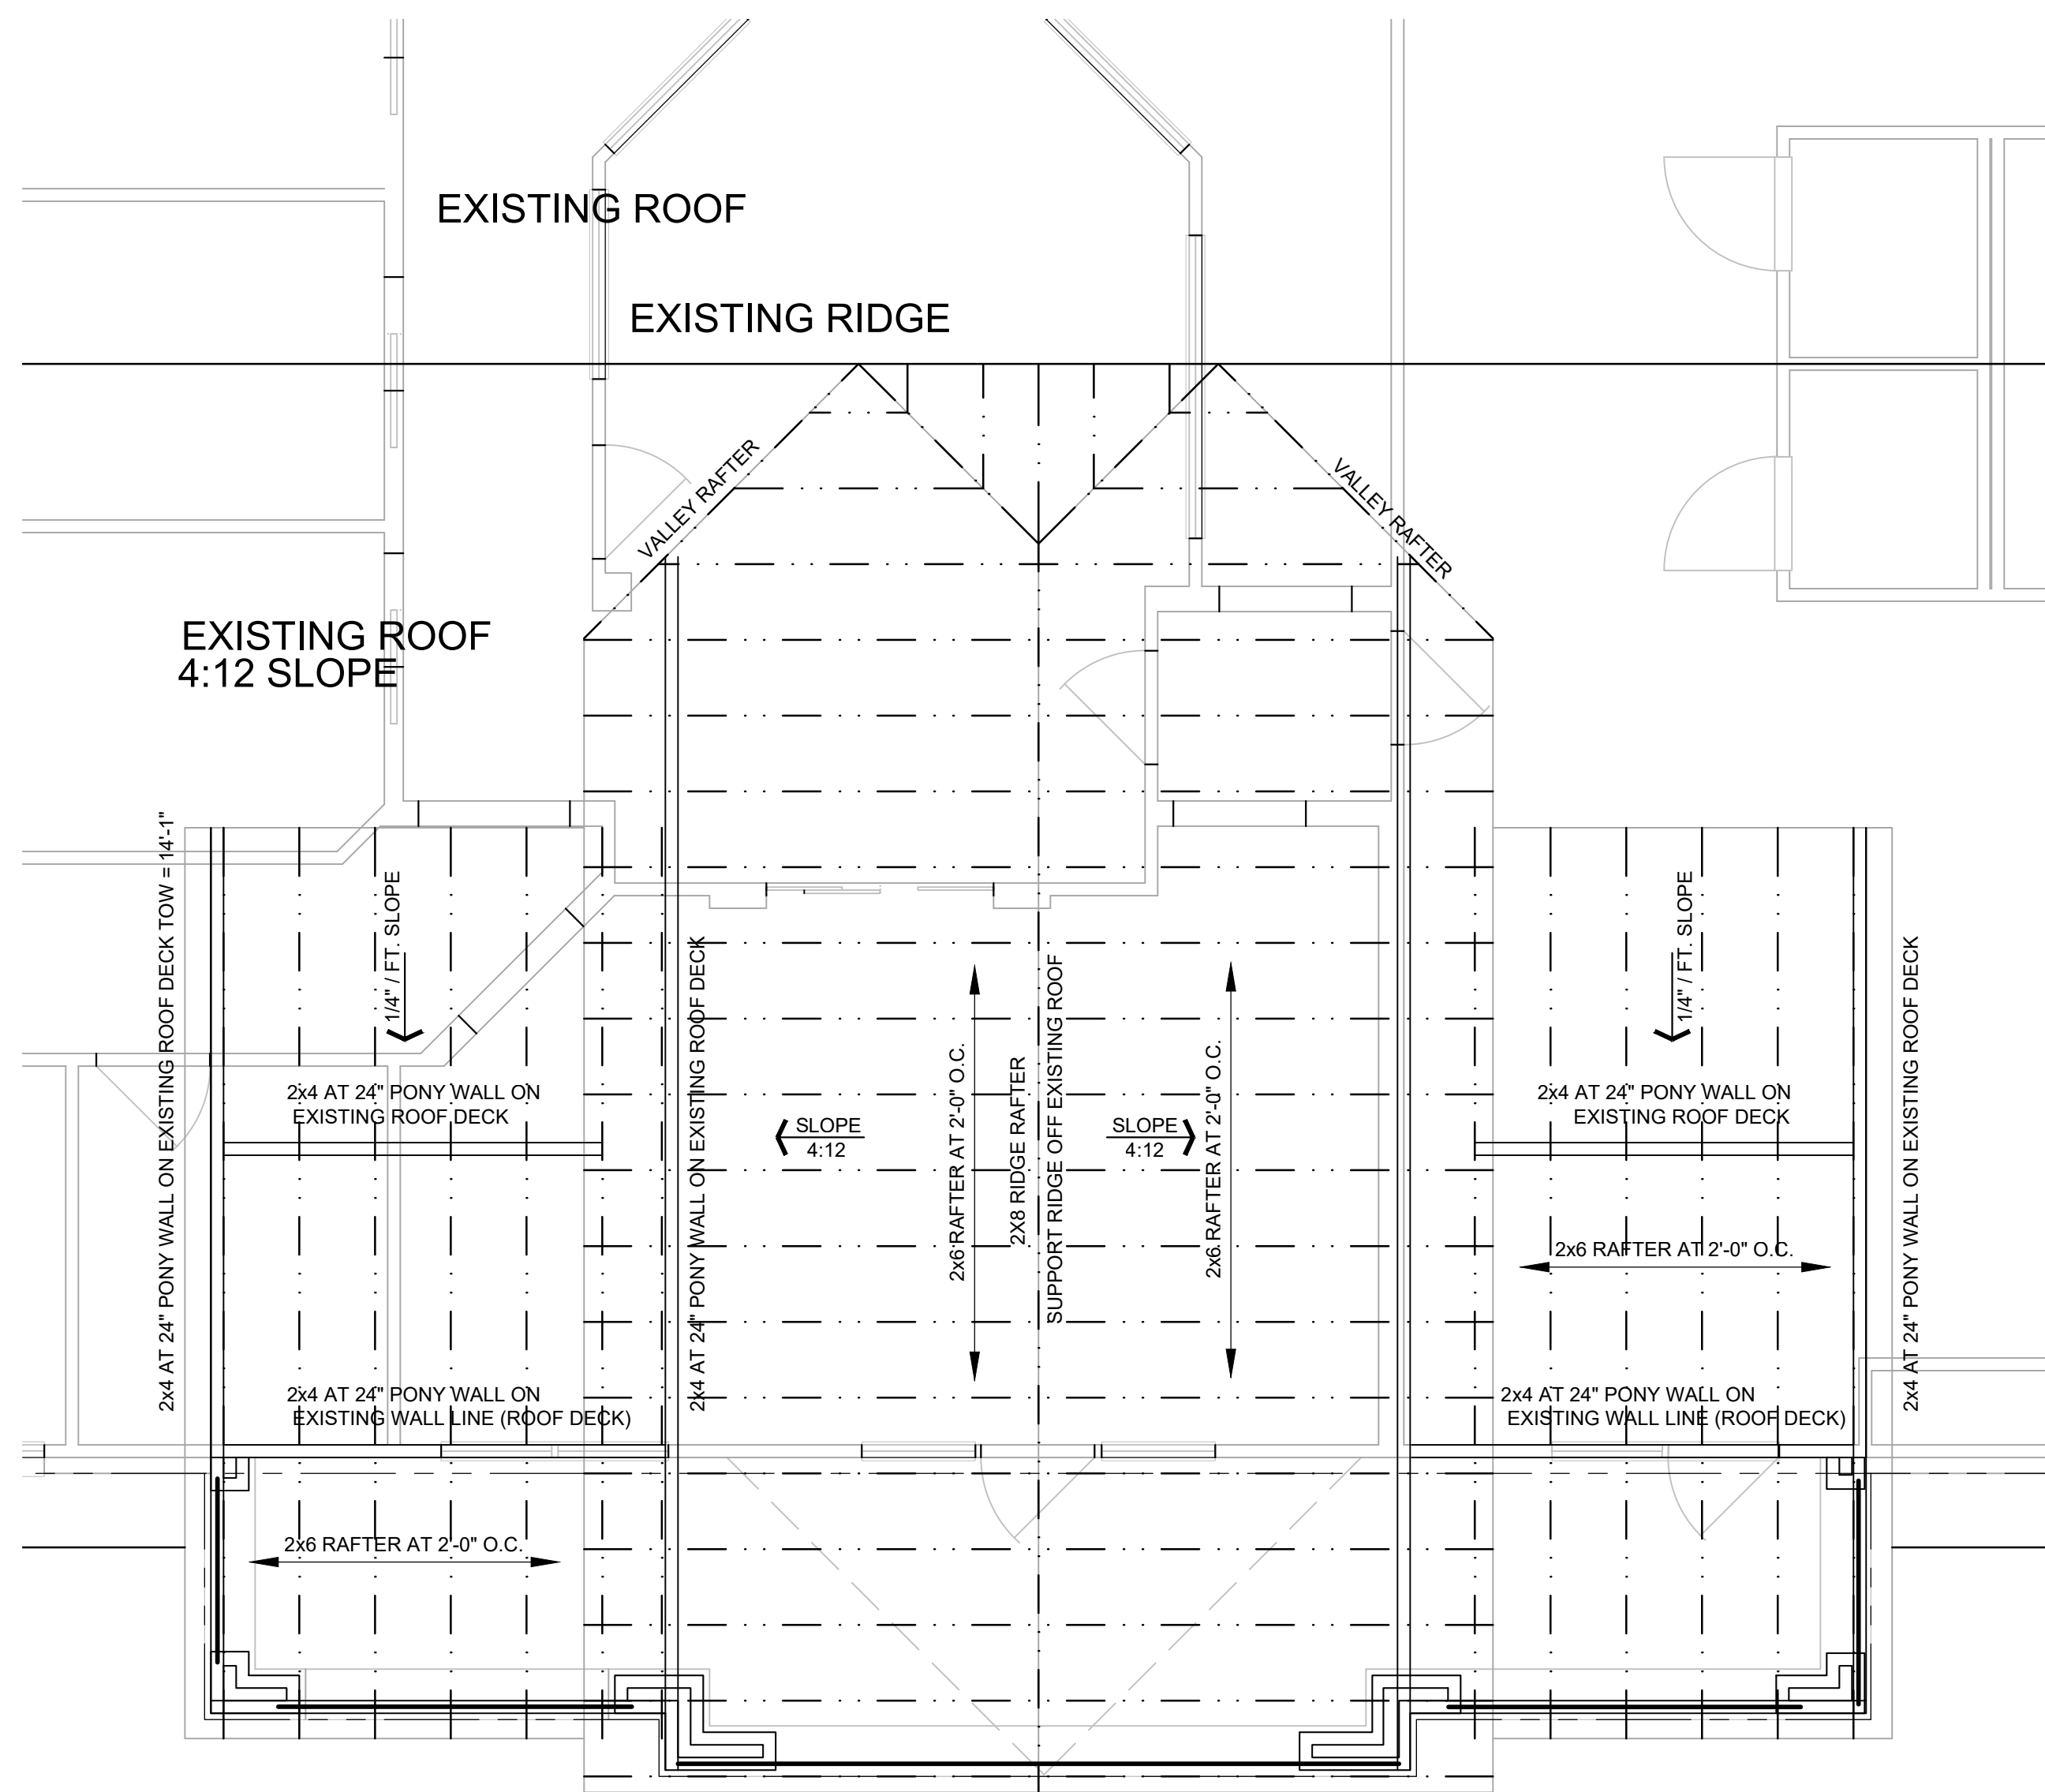 EXISTING ROOF
EXISTING RIDGE
VALLEY RAFTER
VALLEY RAFTER
EXISTING ROOF
4:12 SLOPE
2x4 AT 24" PONY WALL ON EXISTING ROOF DECK TOW = 14'-1"
1/4" / FT. SLOPE
2x4 AT 24" PONY WALL ON EXISTING ROOF DECK
2x6 RAFTER AT 2'-0" O.C.
2X8 RIDGE RAFTER
SUPPORT RIDGE OFF EXISTING ROOF
2x6 RAFTER AT 2'-0" O.C.
1/4" / FT. SLOPE
2x4 AT 24" PONY WALL ON EXISTING ROOF DECK
2x4 AT 24" PONY WALL ON
EXISTING ROOF DECK
SLOPE
4:12
SLOPE
4:12
2x4 AT 24" PONY WALL ON
EXISTING ROOF DECK
2x6 RAFTER AT 2'-0" O.C.
2x4 AT 24" PONY WALL ON
EXISTING WALL LINE (ROOF DECK)
2x4 AT 24" PONY WALL ON
EXISTING WALL LINE (ROOF DECK)
2x6 RAFTER AT 2'-0" O.C.